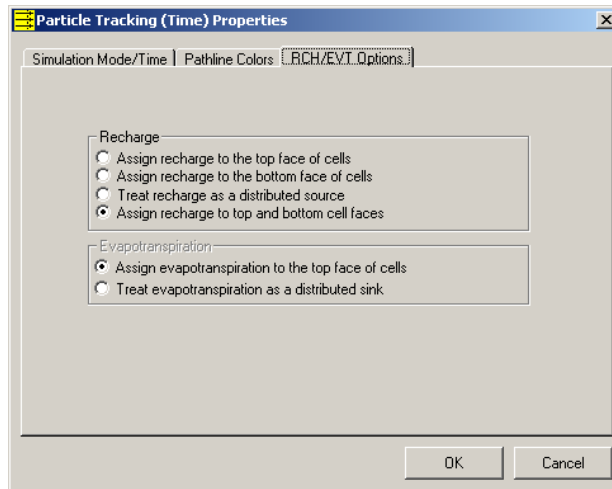 Particle Tracking (Time) Properties
Simulation Mode/Time Pathline Colors RCH/EVT Options
Recharge
Assign recharge to the top face of cells
Assign recharge to the bottom face of cells
Treat recharge as a distributed source
Assign recharge to top and bottom cell faces
Evapotranspiration
Assign evapotranspiration to the top face of cells
Treat evapotranspiration as a distributed sink
OK Cancel